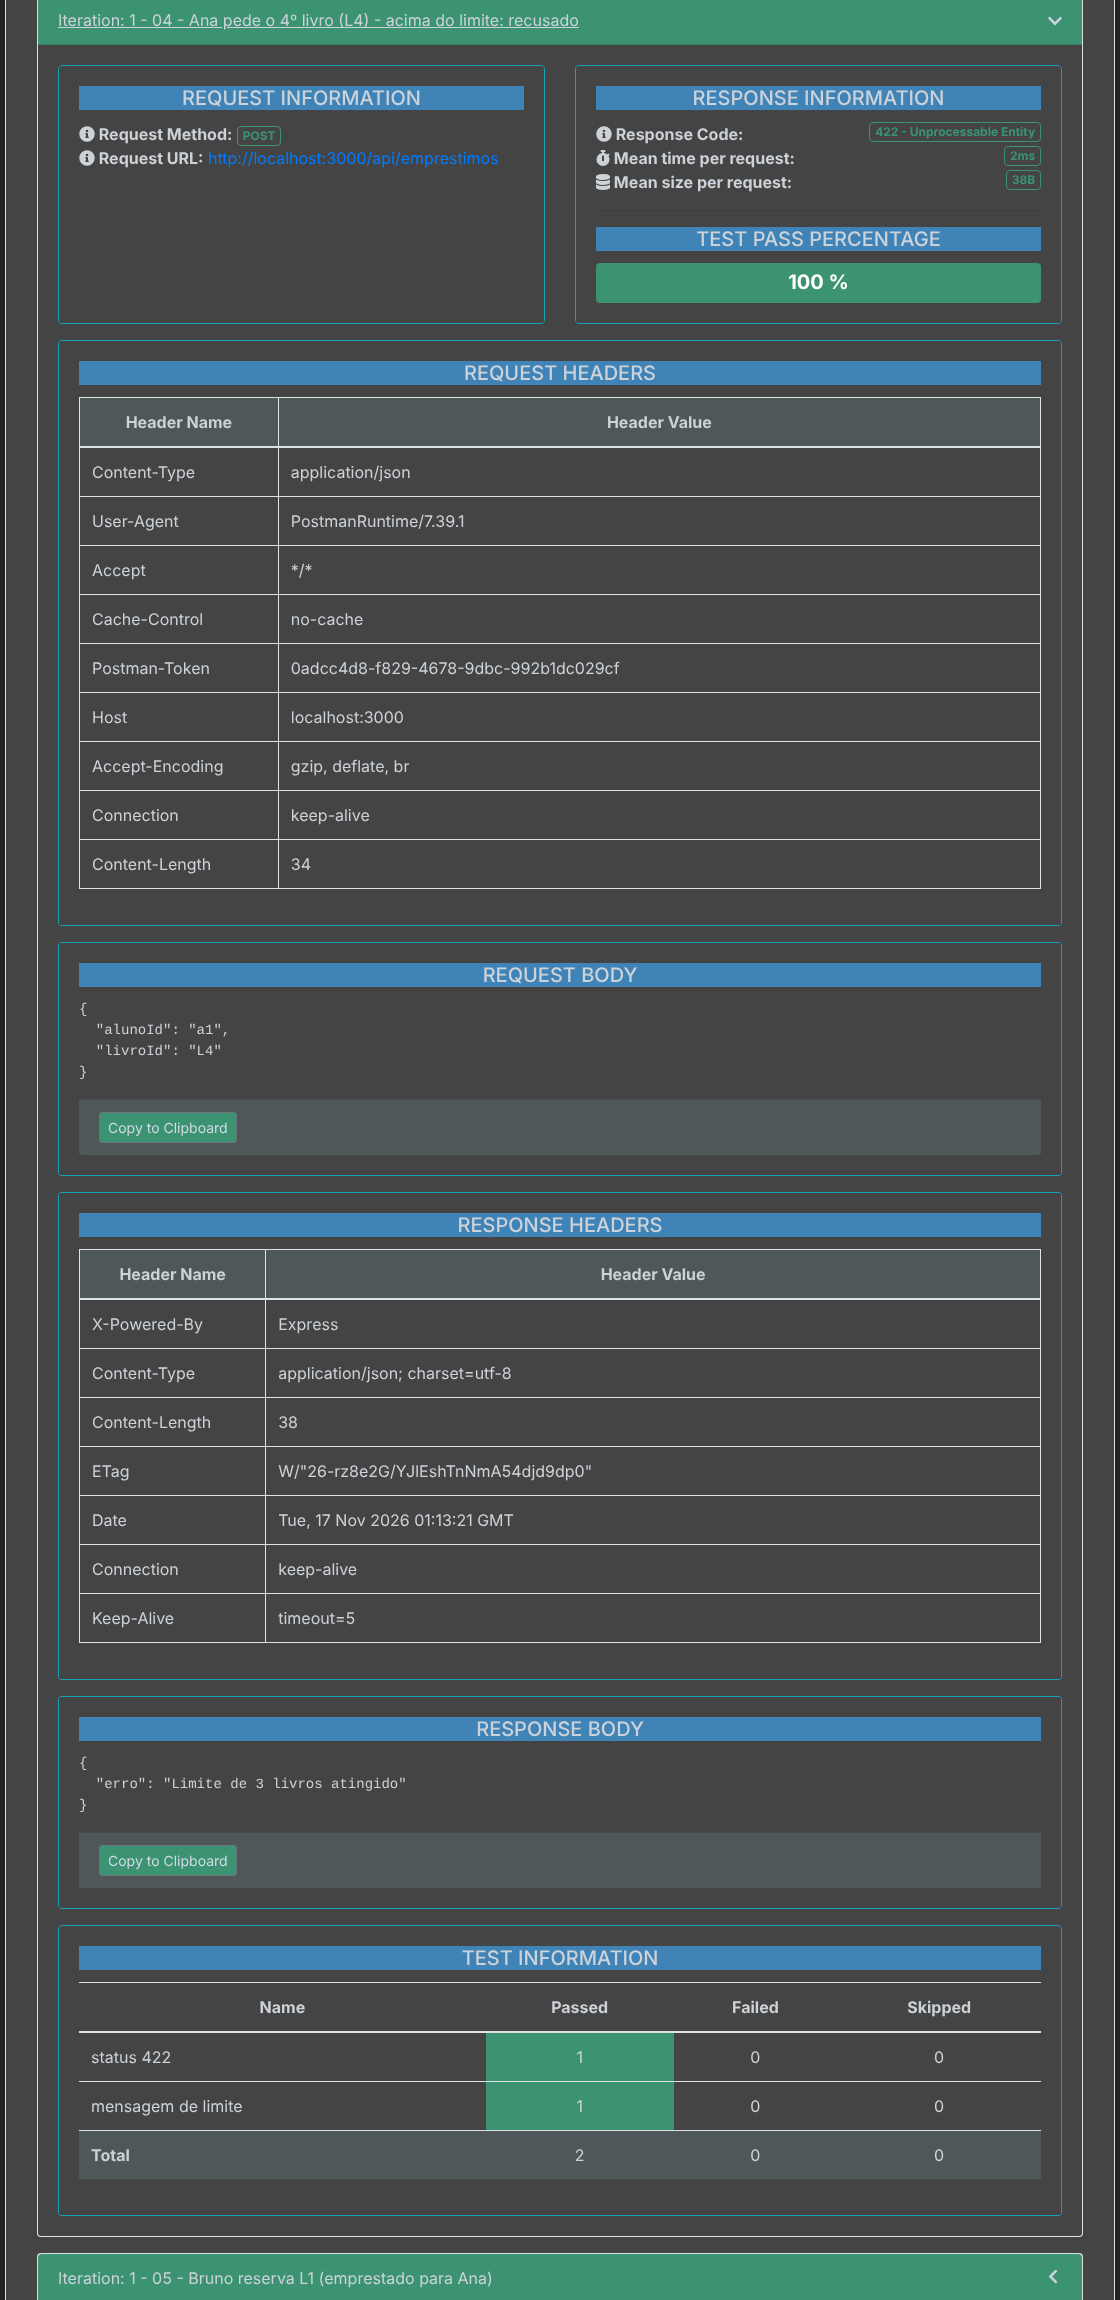 Iteration: 1 - 04 - Ana pede o 4º livro (L4) - acima do limite: recusado
REQUEST INFORMATION
Request Method: POST
Request URL: http://localhost:3000/api/emprestimos
RESPONSE INFORMATION
Response Code: 422 - Unprocessable Entity
Mean time per request: 2ms
Mean size per request: 38B
TEST PASS PERCENTAGE
100 %
REQUEST HEADERS
Header Name Header Value
Content-Type application/json
User-Agent PostmanRuntime/7.39.1
Accept */*
Cache-Control no-cache
Postman-Token 0adcc4d8-f829-4678-9dbc-992b1dc029cf
Host localhost:3000
Accept-Encoding gzip, deflate, br
Connection keep-alive
Content-Length 34
REQUEST BODY
{
"alunoId": "a1",
"livroId": "L4"
}
Copy to Clipboard
RESPONSE HEADERS
Header Name Header Value
X-Powered-By Express
Content-Type application/json; charset=utf-8
Content-Length 38
ETag W/"26-rz8e2G/YJlEshTnNmA54djd9dp0"
Date Tue, 17 Nov 2026 01:13:21 GMT
Connection keep-alive
Keep-Alive timeout=5
RESPONSE BODY
{
"erro": "Limite de 3 livros atingido"
}
Copy to Clipboard
TEST INFORMATION
Name Passed Failed Skipped
status 422 1 0 0
mensagem de limite 1 0 0
Total 2 0 0
Iteration: 1 - 05 - Bruno reserva L1 (emprestado para Ana)